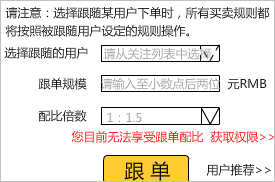 请注意：选择跟随某用户下单时，所有买卖规则都
将按照被跟随用户设定的规则操作。
选择跟随的用户 请从关注列表中选择
跟单规模 请输入至小数点后两位 元RMB
配比倍数 1：1.5
您目前无法享受跟单配比 获取权限>>
跟单 用户推荐>>